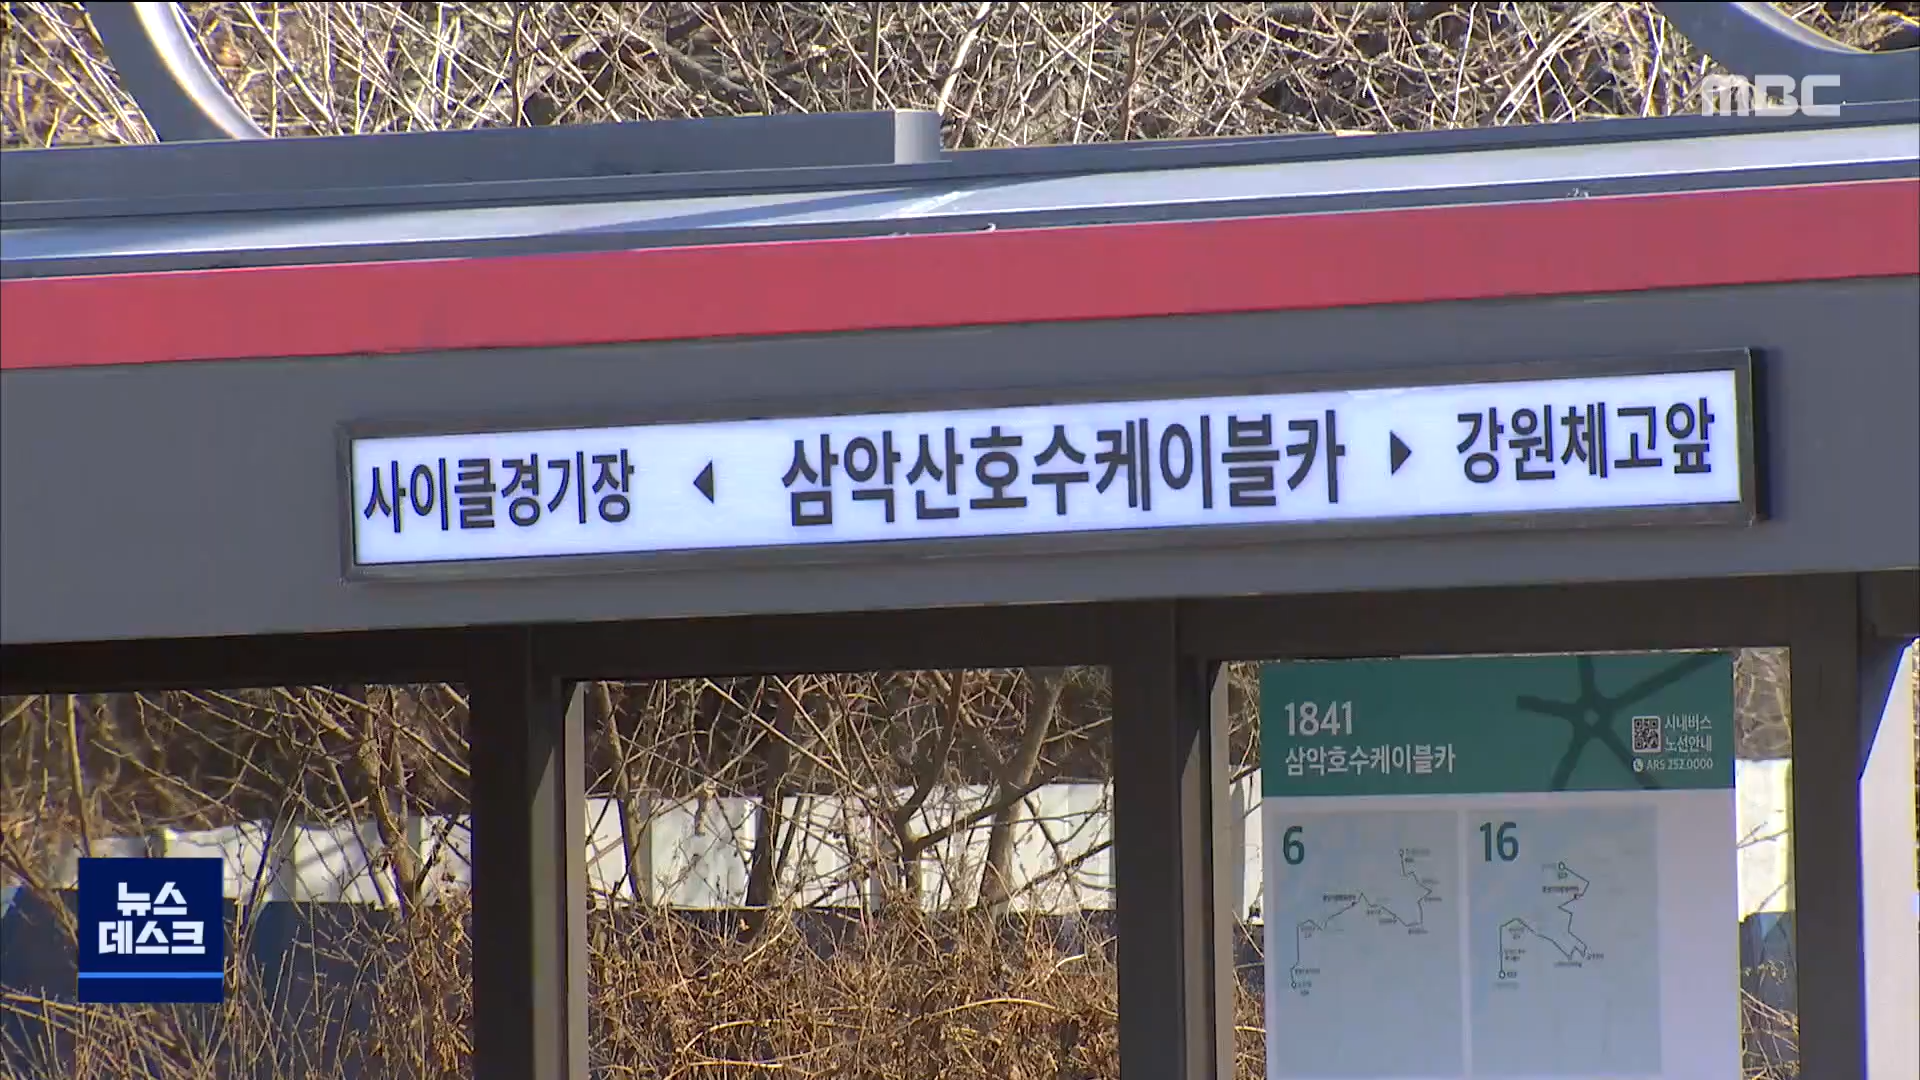 MBC
사이클경기장 ◀ 삼악산호수케이블카 ▶ 강원체고앞
1841
삼악호수케이블카
시내버스
노선안내
ARS 252.0000
6
16
뉴스
데스크